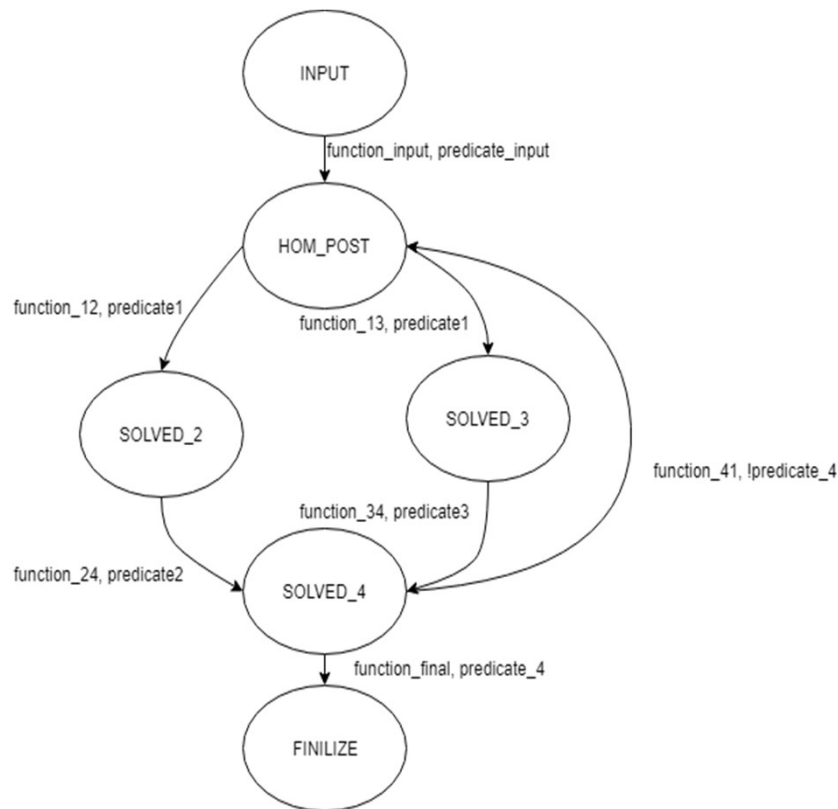 INPUT
function_input, predicate_input
HOM_POST
function_12, predicate1
function_13, predicate1
SOLVED_2
SOLVED_3
function_41, !predicate_4
function_34, predicate3
function_24, predicate2
SOLVED_4
function_final, predicate_4
FINILIZE